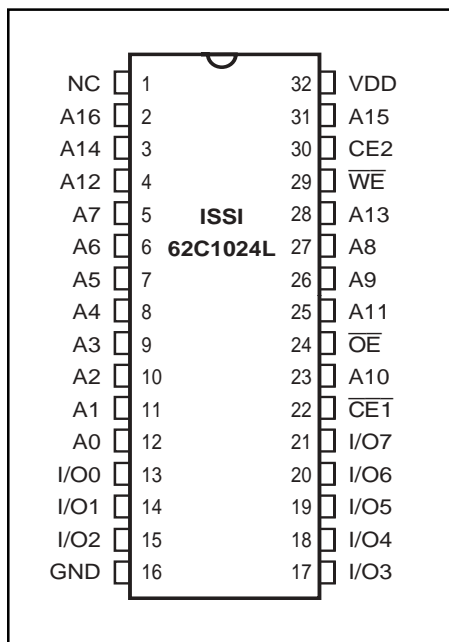 NC 1 32 VDD
A16 2 31 A15
A14 3 30 CE2
A12 4 29 W̅E̅
A7 5 ISSI 28 A13
A6 6 62C1024L 27 A8
A5 7 26 A9
A4 8 25 A11
A3 9 24 O̅E̅
A2 10 23 A10
A1 11 22 C̅E̅1̅
A0 12 21 I/O7
I/O0 13 20 I/O6
I/O1 14 19 I/O5
I/O2 15 18 I/O4
GND 16 17 I/O3